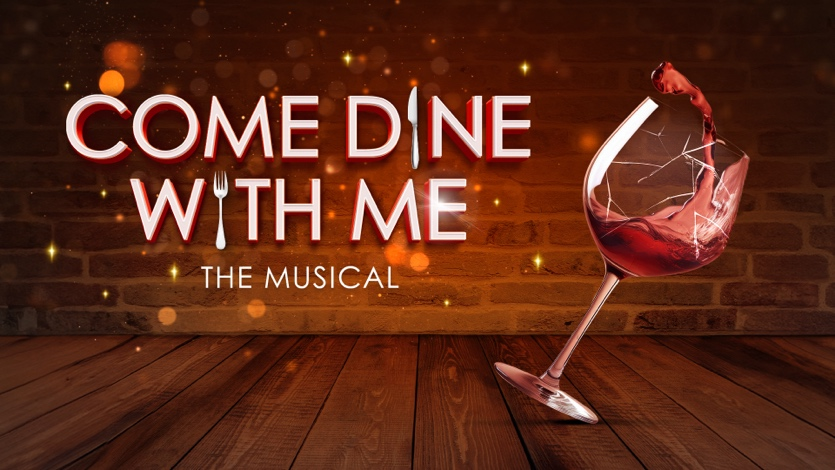 COME DINE
WITH ME
THE MUSICAL